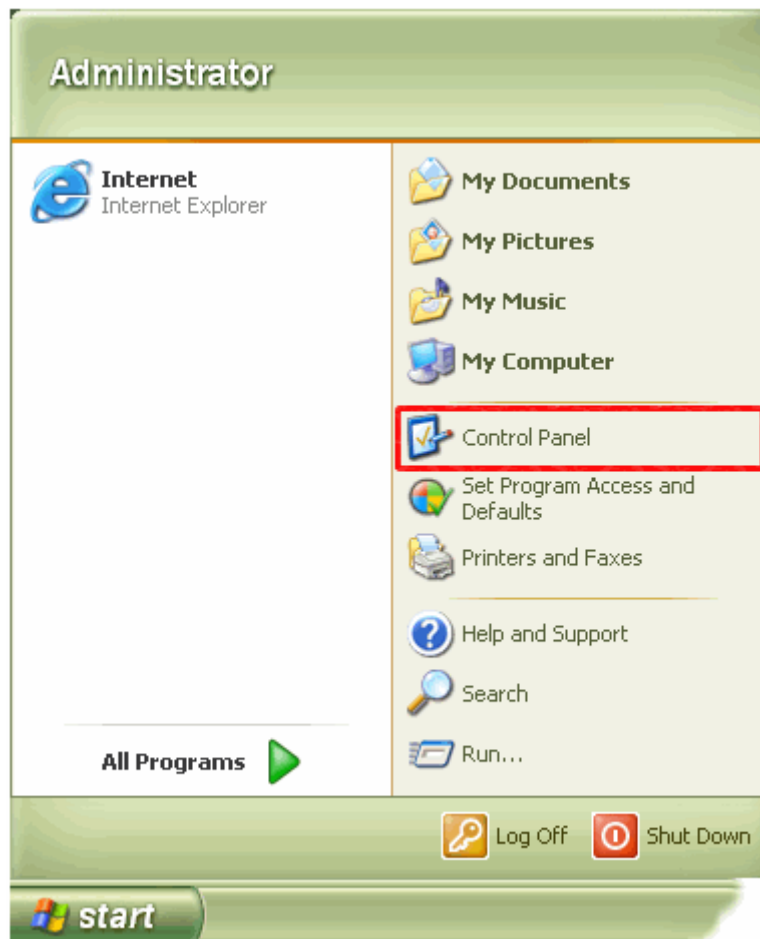 Administrator
Internet
Internet Explorer
All Programs
My Documents
My Pictures
My Music
My Computer
Control Panel
Set Program Access and
Defaults
Printers and Faxes
Help and Support
Search
Run...
Log Off
Shut Down
start